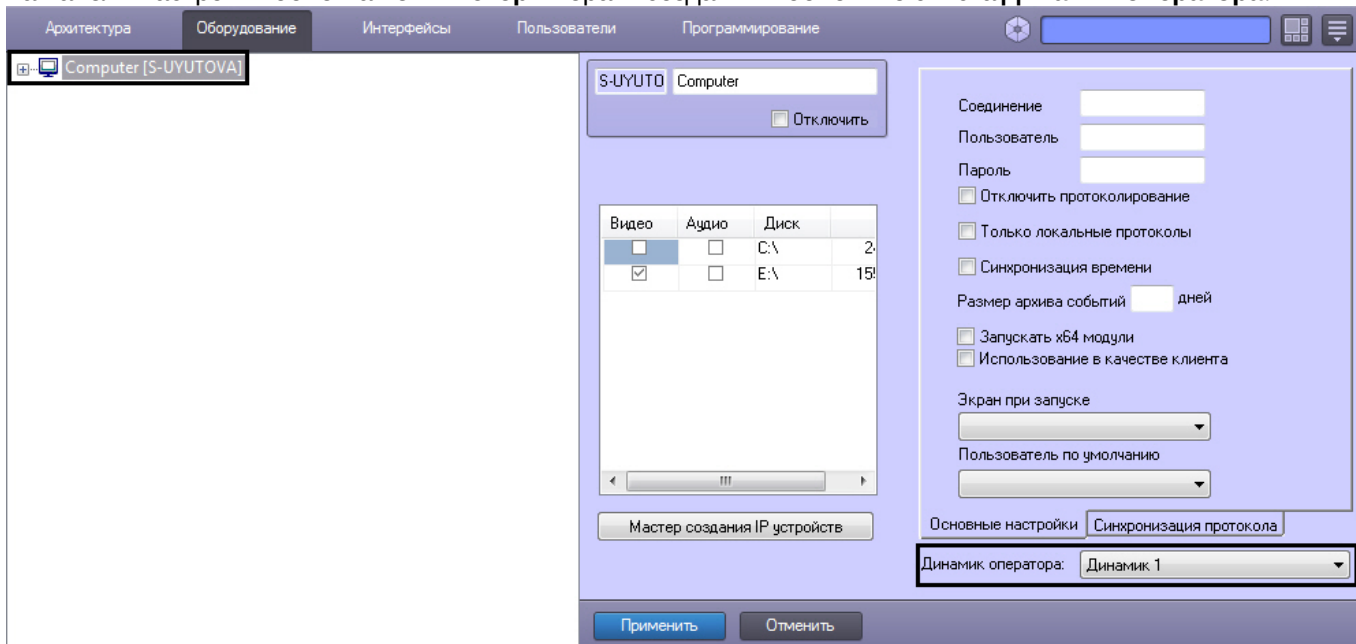 Архитектура Оборудование Интерфейсы Пользователи Программирование
Computer [S-UYUTOVA]
S-UYUTO Computer
Отключить
Соединение
Пользователь
Пароль
Отключить протоколирование
Только локальные протоколы
Синхронизация времени
Размер архива событий дней
Запускать x64 модули
Использование в качестве клиента
Экран при запуске
Пользователь по умолчанию
Видео Аудио Диск
C:\
E:\
Мастер создания IP устройств
Основные настройки Синхронизация протокола
Динамик оператора: Динамик 1
Применить Отменить